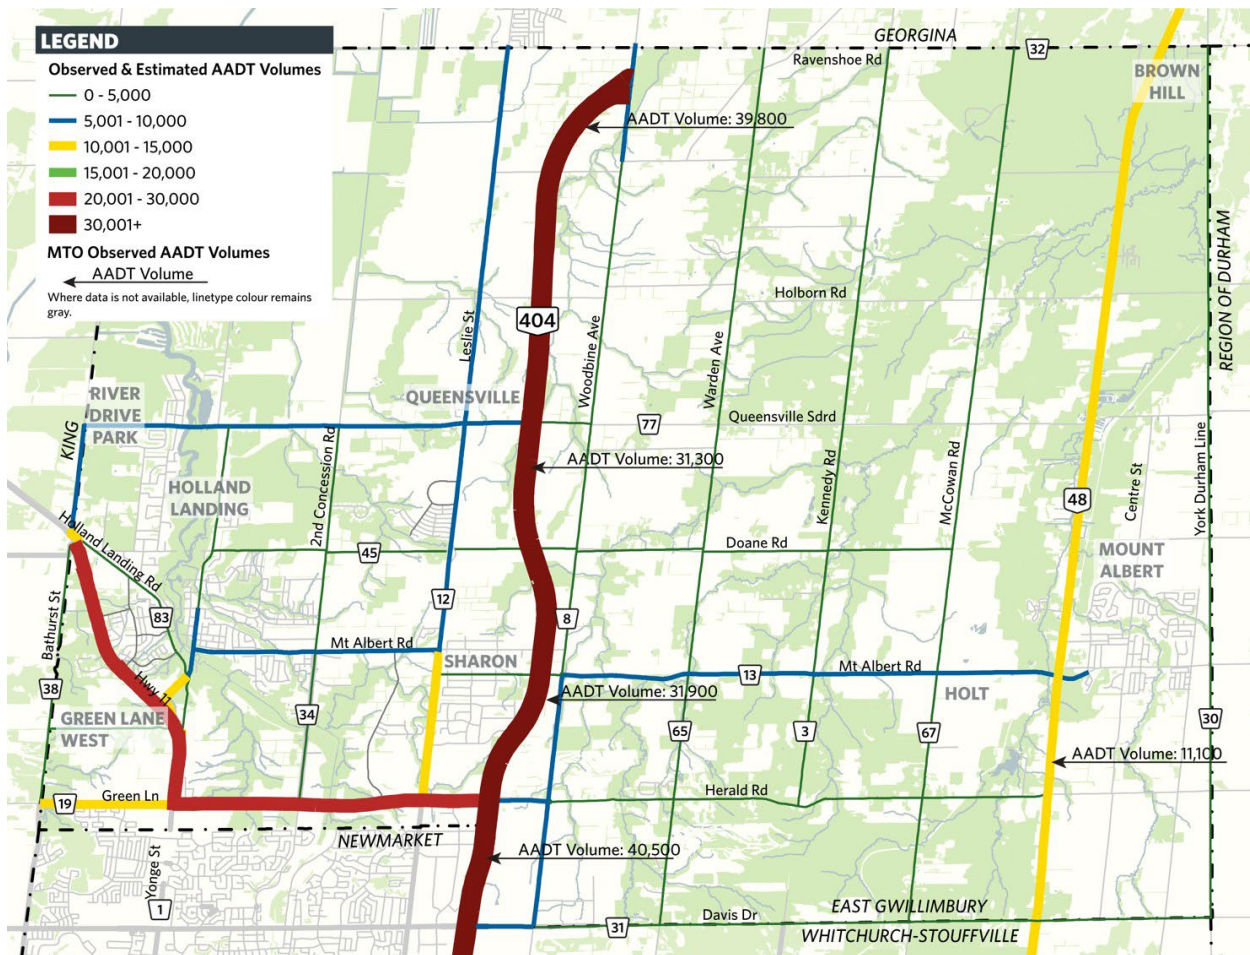 LEGEND
Observed & Estimated AADT Volumes
0 - 5,000
5,001 - 10,000
10,001 - 15,000
15,001 - 20,000
20,001 - 30,000
30,001+
MTO Observed AADT Volumes
AADT Volume
Where data is not available, linetype colour remains
gray.
GEORGINA
32
Ravenshoe Rd
BROWN
HILL
AADT Volume: 39,800
REGION OF DURHAM
Holborn Rd
404
Leslie St
Woodbine Ave
Warden Ave
RIVER
DRIVE
PARK
KING
QUEENSVILLE
77
Queensville Sdrd
AADT Volume: 31,300
2nd Concession Rd
Kennedy Rd
McCowan Rd
48
Centre St
York Durham Line
HOLLAND
LANDING
Holland Landing Rd
45
Doane Rd
MOUNT
ALBERT
12
83
8
Bathurst St
Mt Albert Rd
SHARON
13
Mt Albert Rd
HOLT
38
Hwy 11
AADT Volume: 31,900
34
65
3
67
30
GREEN LANE
WEST
AADT Volume: 11,100
19
Green Ln
Herald Rd
NEWMARKET
AADT Volume: 40,500
Yonge St
1
31
Davis Dr
EAST GWILLIMBURY
WHITCHURCH-STOUFFVILLE